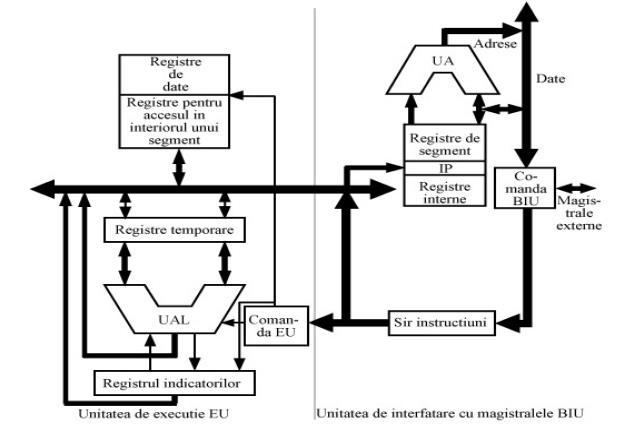 Registre
de
date
Registre pentru
accesul in
interiorul unui
segment
Registre temporare
UAL
Coman-
da EU
Registrul indicatorilor
Unitatea de executie EU
Adrese
UA
Date
Registre de
segment
IP
Registre
interne
Co-
manda
BIU
Magis-
trale
externe
Sir instructiuni
Unitatea de interfatare cu magistralele BIU